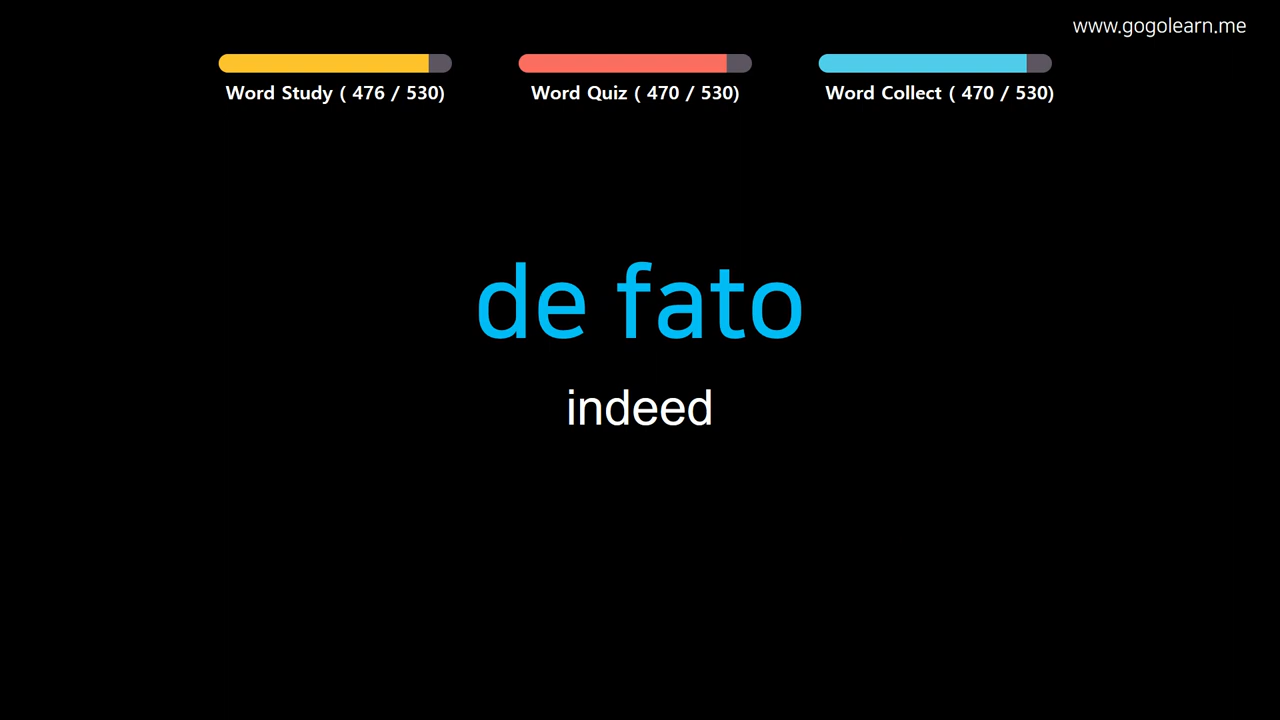 www.gogolearn.me
Word Study ( 476 / 530)
Word Quiz ( 470 / 530)
Word Collect ( 470 / 530)
de fato
indeed